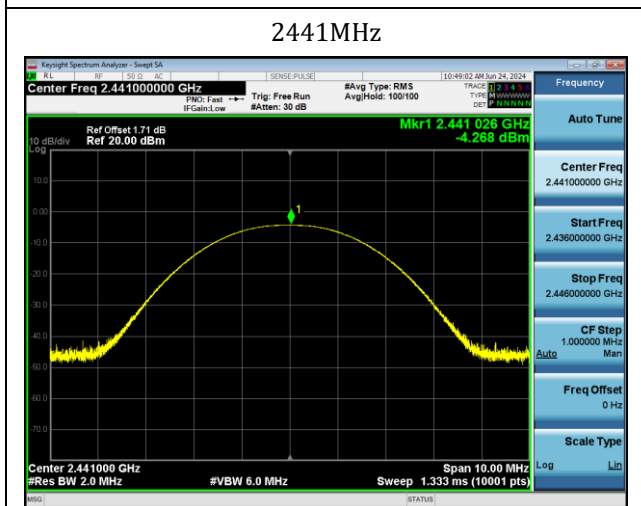 2441MHz
Keysight Spectrum Analyzer - Swept SA
RL RF 50 Ω AC SENSE:PULSE 10:49:02 AM Jun 24, 2024
Center Freq 2.441000000 GHz
PNO: Fast
IFGain:Low
Trig: Free Run
#Atten: 30 dB
#Avg Type: RMS
Avg|Hold: 100/100
TRACE 1 2 3 4 5 6
TYPE M W W W W W
DET P N N N N N
Mkr1 2.441 026 GHz
-4.268 dBm
Ref Offset 1.71 dB
10 dB/div Ref 20.00 dBm
Log
10.0
0.00
-10.0
-20.0
-30.0
-40.0
-50.0
-60.0
-70.0
1
Center 2.441000 GHz Span 10.00 MHz
#Res BW 2.0 MHz #VBW 6.0 MHz Sweep 1.333 ms (10001 pts)
MSG STATUS
Frequency
Auto Tune
Center Freq
2.441000000 GHz
Start Freq
2.436000000 GHz
Stop Freq
2.446000000 GHz
CF Step
1.000000 MHz
Auto Man
Freq Offset
0 Hz
Scale Type
Log Lin